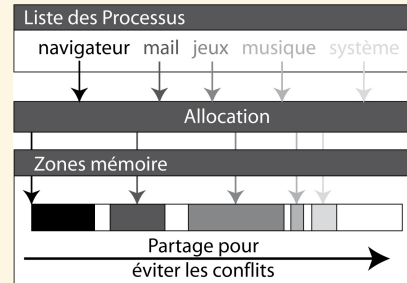 Liste des Processus
navigateur mail jeux musique système
Allocation
Zones mémoire
Partage pour
éviter les conflits